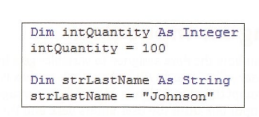 Dim intQuantity As Integer
intQuantity = 100
Dim strLastName As String
strLastName = "Johnson"